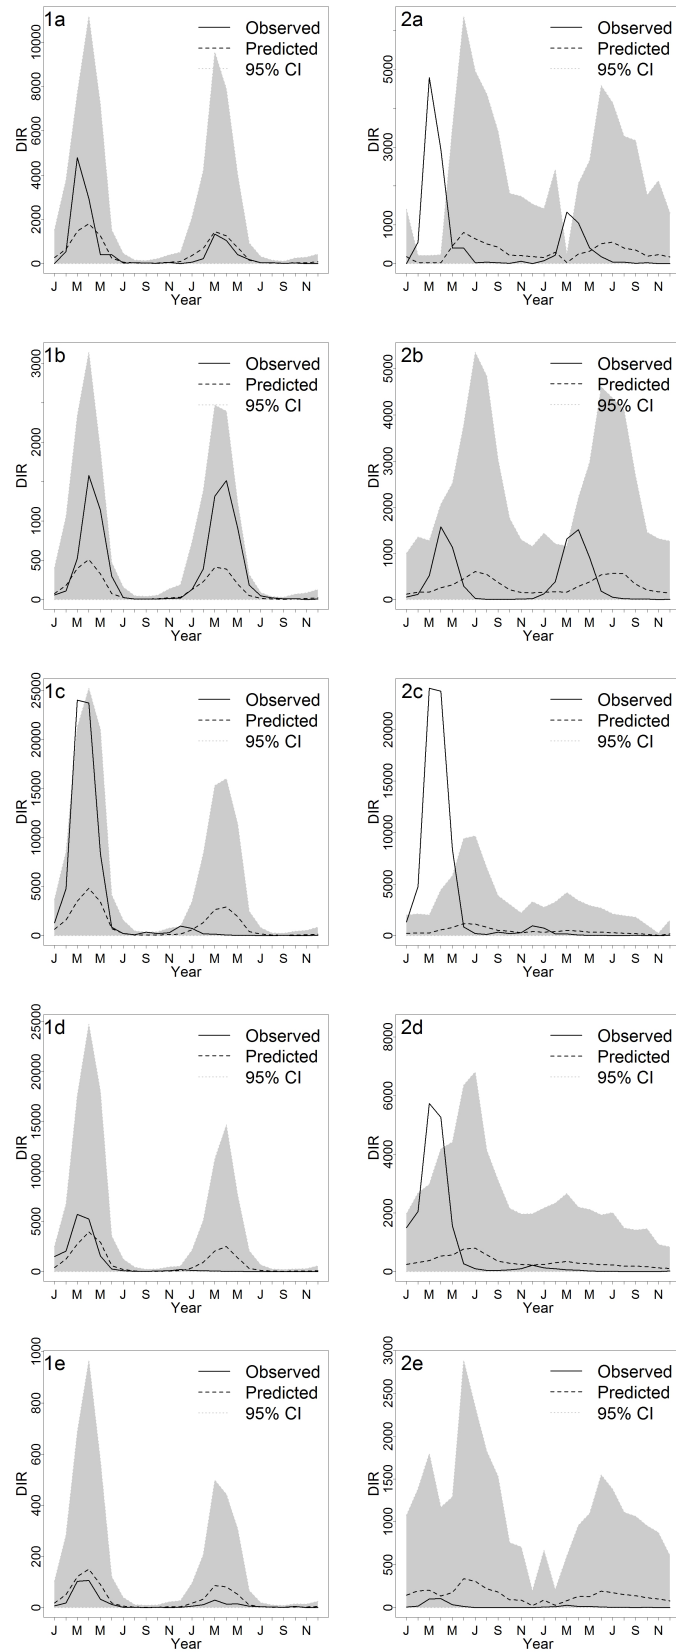 1a
Observed
Predicted
95% CI
DIR
0 2000 4000 6000 8000 10000
J M M J S N J M M J S N
Year
2a
Observed
Predicted
95% CI
DIR
0 1000 3000 5000
J M M J S N J M M J S N
Year
1b
Observed
Predicted
95% CI
DIR
0 500 1000 2000 3000
J M M J S N J M M J S N
Year
2b
Observed
Predicted
95% CI
DIR
0 1000 2000 3000 4000 5000
J M M J S N J M M J S N
Year
1c
Observed
Predicted
95% CI
DIR
0 5000 10000 15000 20000 25000
J M M J S N J M M J S N
Year
2c
Observed
Predicted
95% CI
DIR
0 5000 10000 15000 20000
J M M J S N J M M J S N
Year
1d
Observed
Predicted
95% CI
DIR
0 5000 10000 15000 20000 25000
J M M J S N J M M J S N
Year
2d
Observed
Predicted
95% CI
DIR
0 2000 4000 6000 8000
J M M J S N J M M J S N
Year
1e
Observed
Predicted
95% CI
DIR
0 200 400 600 800 1000
J M M J S N J M M J S N
Year
2e
Observed
Predicted
95% CI
DIR
0 500 1000 1500 2000 2500 3000
J M M J S N J M M J S N
Year